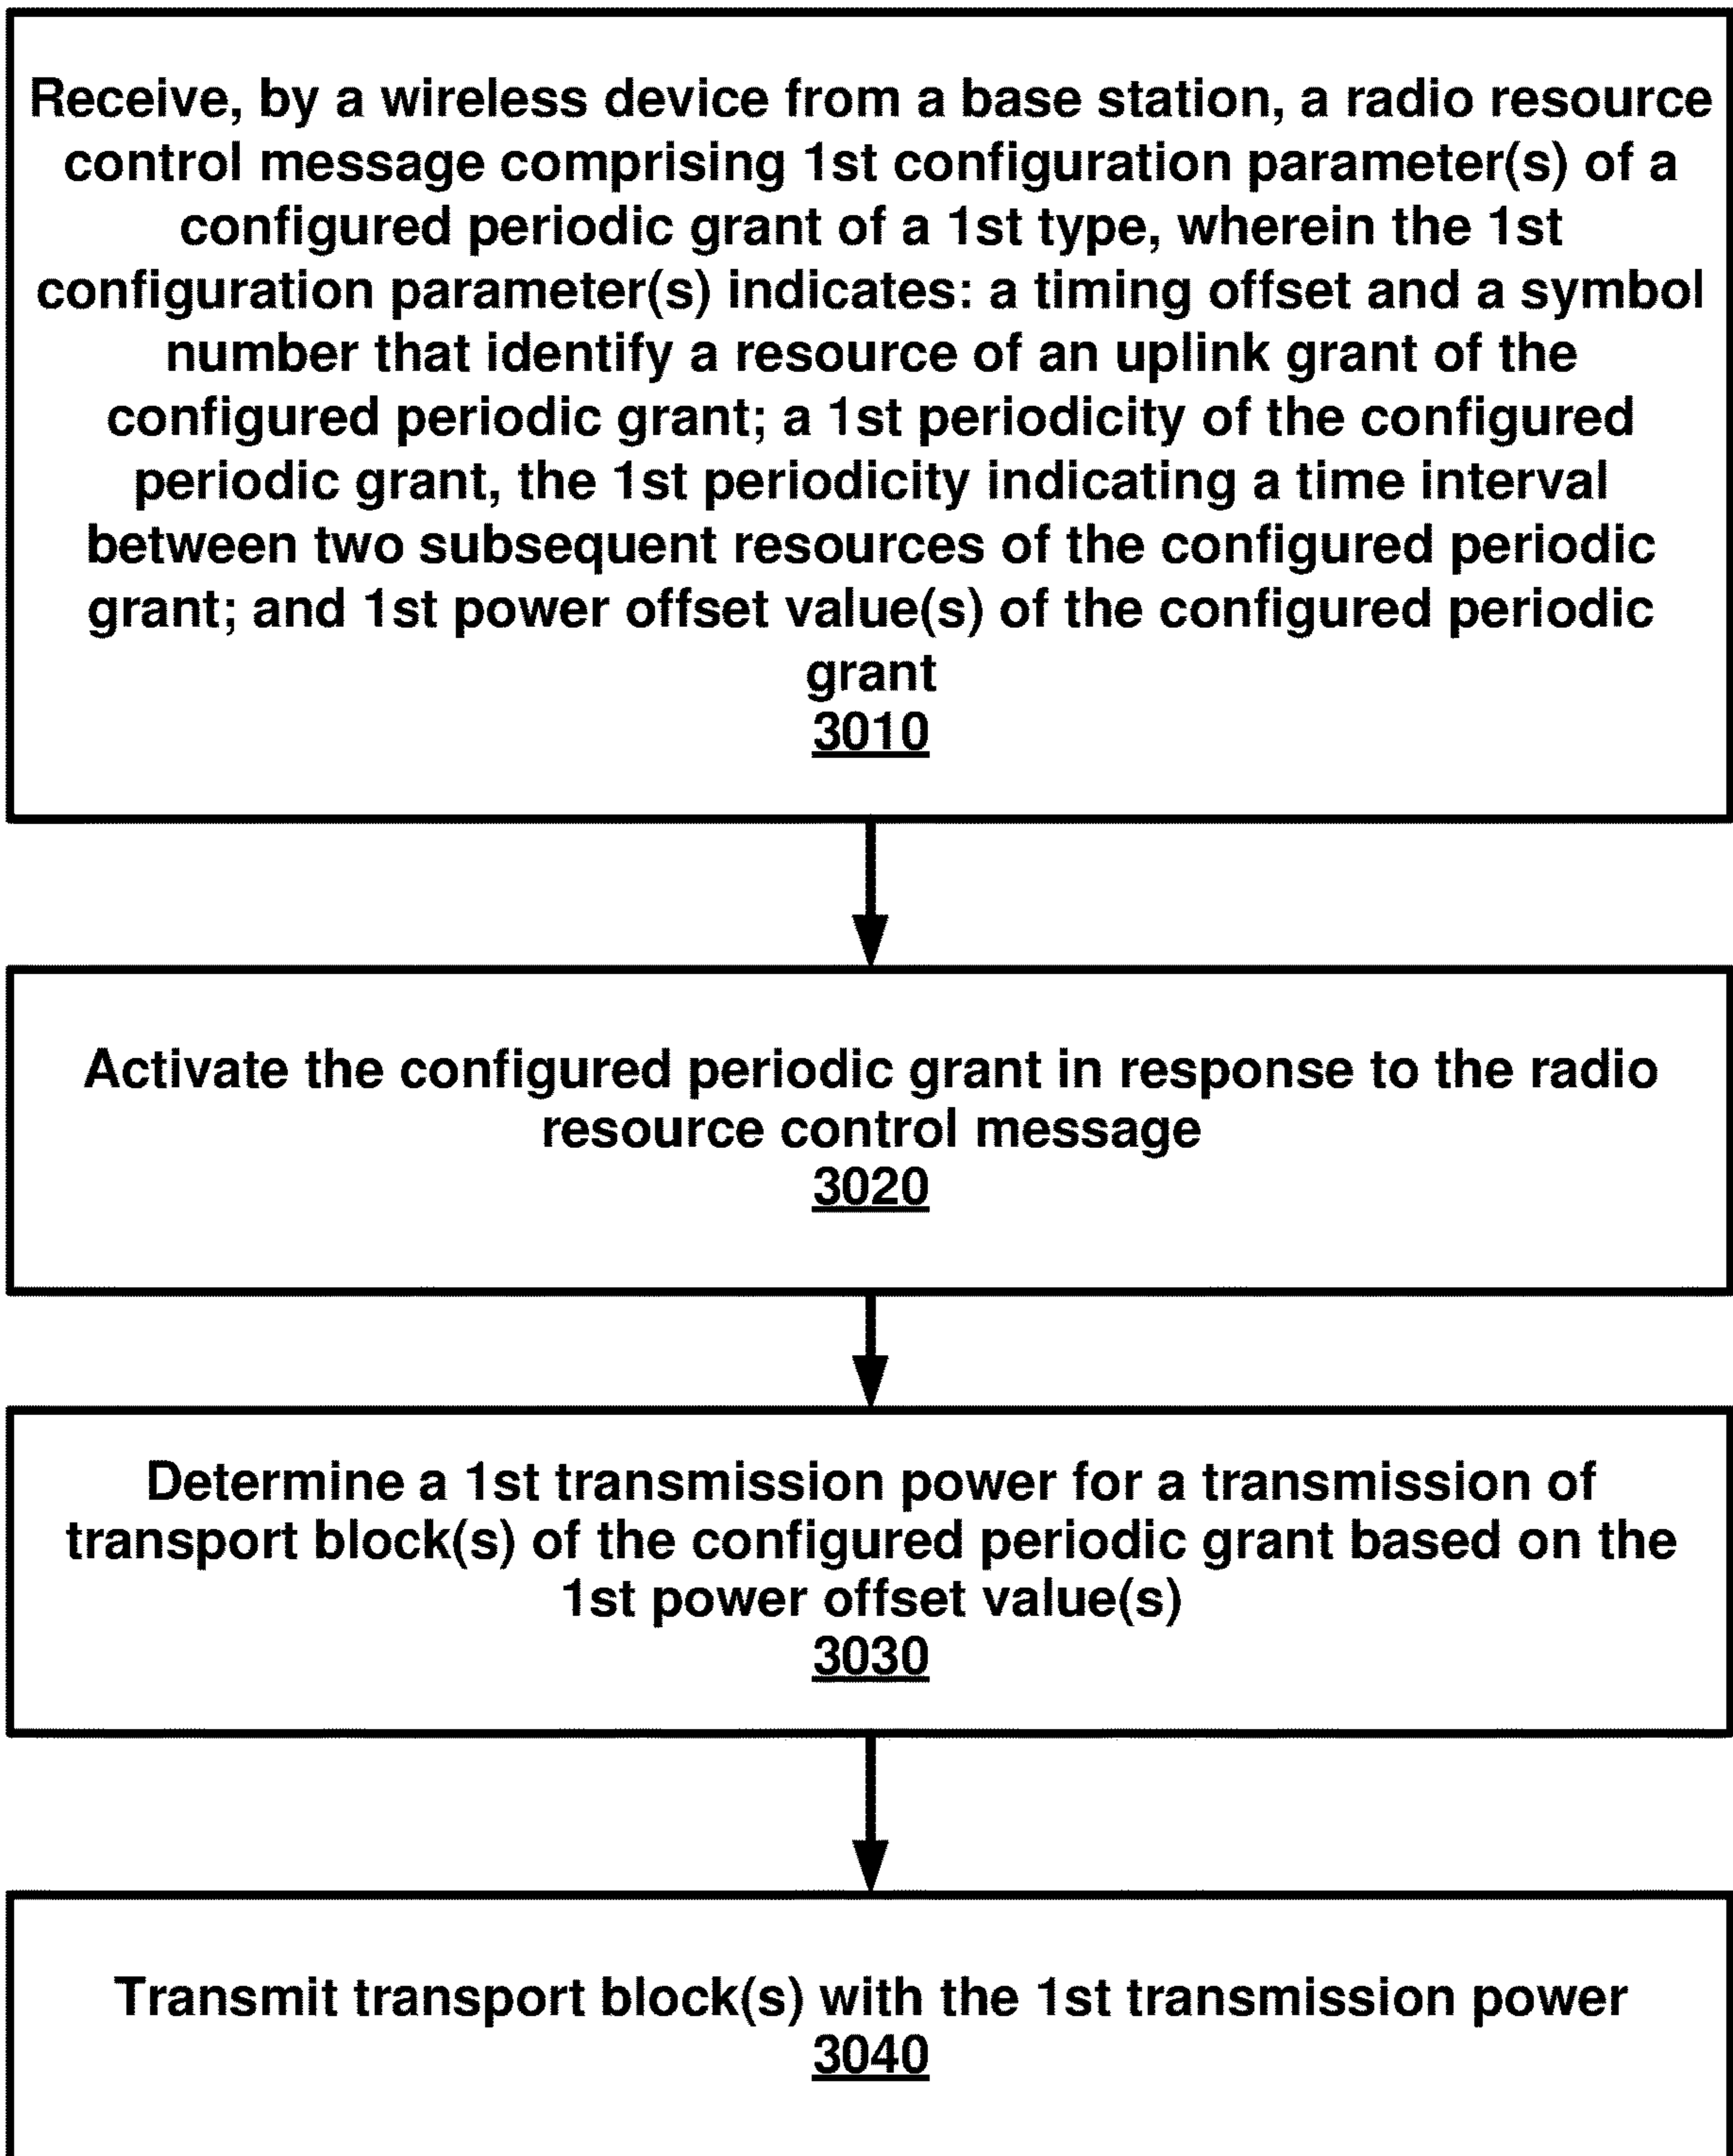 Receive, by a wireless device from a base station, a radio resource
control message comprising 1st configuration parameter(s) of a
configured periodic grant of a 1st type, wherein the 1st
configuration parameter(s) indicates: a timing offset and a symbol
number that identify a resource of an uplink grant of the
configured periodic grant; a 1st periodicity of the configured
periodic grant, the 1st periodicity indicating a time interval
between two subsequent resources of the configured periodic
grant; and 1st power offset value(s) of the configured periodic
grant
3010
Activate the configured periodic grant in response to the radio
resource control message
3020
Determine a 1st transmission power for a transmission of
transport block(s) of the configured periodic grant based on the
1st power offset value(s)
3030
Transmit transport block(s) with the 1st transmission power
3040